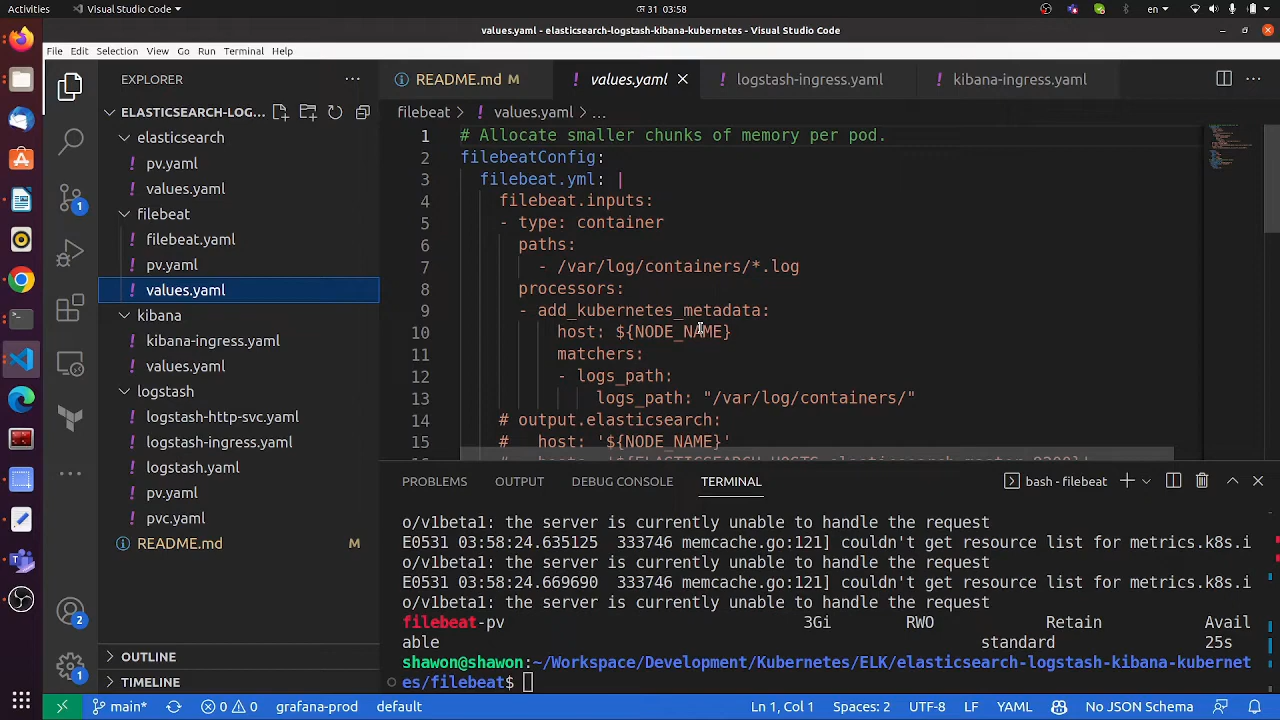 Activities
Visual Studio Code
মে 31 03:58
en
values.yaml - elasticsearch-logstash-kibana-kubernetes - Visual Studio Code
File Edit Selection View Go Run Terminal Help
EXPLORER
ELASTICSEARCH-LOG...
elasticsearch
pv.yaml
values.yaml
filebeat
filebeat.yaml
pv.yaml
values.yaml
kibana
kibana-ingress.yaml
values.yaml
logstash
logstash-http-svc.yaml
logstash-ingress.yaml
logstash.yaml
pv.yaml
pvc.yaml
README.md M
OUTLINE
TIMELINE
README.md M
values.yaml
logstash-ingress.yaml
kibana-ingress.yaml
filebeat > values.yaml > ...
1 # Allocate smaller chunks of memory per pod.
2 filebeatConfig:
3 filebeat.yml: |
4 filebeat.inputs:
5 - type: container
6 paths:
7 - /var/log/containers/*.log
8 processors:
9 - add_kubernetes_metadata:
10 host: ${NODE_NAME}
11 matchers:
12 - logs_path:
13 logs_path: "/var/log/containers/"
14 # output.elasticsearch:
15 # host: '${NODE_NAME}'
PROBLEMS OUTPUT DEBUG CONSOLE TERMINAL
bash - filebeat
o/v1beta1: the server is currently unable to handle the request
E0531 03:58:24.635125 333746 memcache.go:121] couldn't get resource list for metrics.k8s.i
o/v1beta1: the server is currently unable to handle the request
E0531 03:58:24.669690 333746 memcache.go:121] couldn't get resource list for metrics.k8s.i
o/v1beta1: the server is currently unable to handle the request
filebeat-pv 3Gi RWO Retain Avail
able standard 25s
shawon@shawon:~/Workspace/Development/Kubernetes/ELK/elasticsearch-logstash-kibana-kubernet
es/filebeat$
1
2
1
main* 0 0 grafana-prod default
Ln 1, Col 1 Spaces: 2 UTF-8 LF YAML No JSON Schema